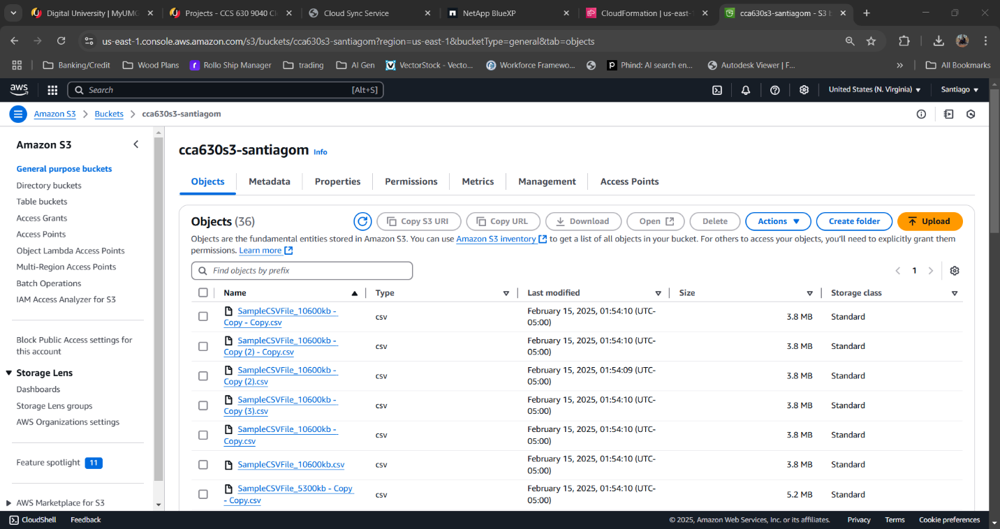 Digital University | MyUMG
Projects - CCS 630 9040 Cl
Cloud Sync Service
NetApp BlueXP
CloudFormation | us-east-
cca630s3-santiagom - S3 b
us-east-1.console.aws.amazon.com/s3/buckets/cca630s3-santiagom?region=us-east-1&bucketType=general&tab=objects
Banking/Credit
Wood Plans
Rollo Ship Manager
trading
AI Gen
VectorStock - Vecto...
Workforce Framewo...
Phind: AI search en...
Autodesk Viewer | F...
All Bookmarks
aws
Search
[Alt+S]
United States (N. Virginia)
Santiago
Amazon S3
Buckets
cca630s3-santiagom
Amazon S3
General purpose buckets
Directory buckets
Table buckets
Access Grants
Access Points
Object Lambda Access Points
Multi-Region Access Points
Batch Operations
IAM Access Analyzer for S3
Block Public Access settings for
this account
Storage Lens
Dashboards
Storage Lens groups
AWS Organizations settings
Feature spotlight 11
AWS Marketplace for S3
cca630s3-santiagom Info
Objects
Metadata
Properties
Permissions
Metrics
Management
Access Points
Objects (36)
Copy S3 URI
Copy URL
Download
Open
Delete
Actions
Create folder
Upload
Objects are the fundamental entities stored in Amazon S3. You can use Amazon S3 inventory to get a list of all objects in your bucket. For others to access your objects, you'll need to explicitly grant them
permissions. Learn more
Find objects by prefix
1
Name
Type
Last modified
Size
Storage class
SampleCSVFile_10600kb -
Copy - Copy.csv
csv
February 15, 2025, 01:54:10 (UTC-
05:00)
3.8 MB
Standard
SampleCSVFile_10600kb -
Copy (2) - Copy.csv
csv
February 15, 2025, 01:54:10 (UTC-
05:00)
3.8 MB
Standard
SampleCSVFile_10600kb -
Copy (2).csv
csv
February 15, 2025, 01:54:09 (UTC-
05:00)
3.8 MB
Standard
SampleCSVFile_10600kb -
Copy (3).csv
csv
February 15, 2025, 01:54:10 (UTC-
05:00)
3.8 MB
Standard
SampleCSVFile_10600kb -
Copy.csv
csv
February 15, 2025, 01:54:10 (UTC-
05:00)
3.8 MB
Standard
SampleCSVFile_10600kb.csv
csv
February 15, 2025, 01:54:10 (UTC-
05:00)
3.8 MB
Standard
SampleCSVFile_5300kb - Copy
- Copy.csv
csv
February 15, 2025, 01:54:10 (UTC-
05:00)
5.2 MB
Standard
CloudShell
Feedback
© 2025, Amazon Web Services, Inc. or its affiliates.
Privacy
Terms
Cookie preferences